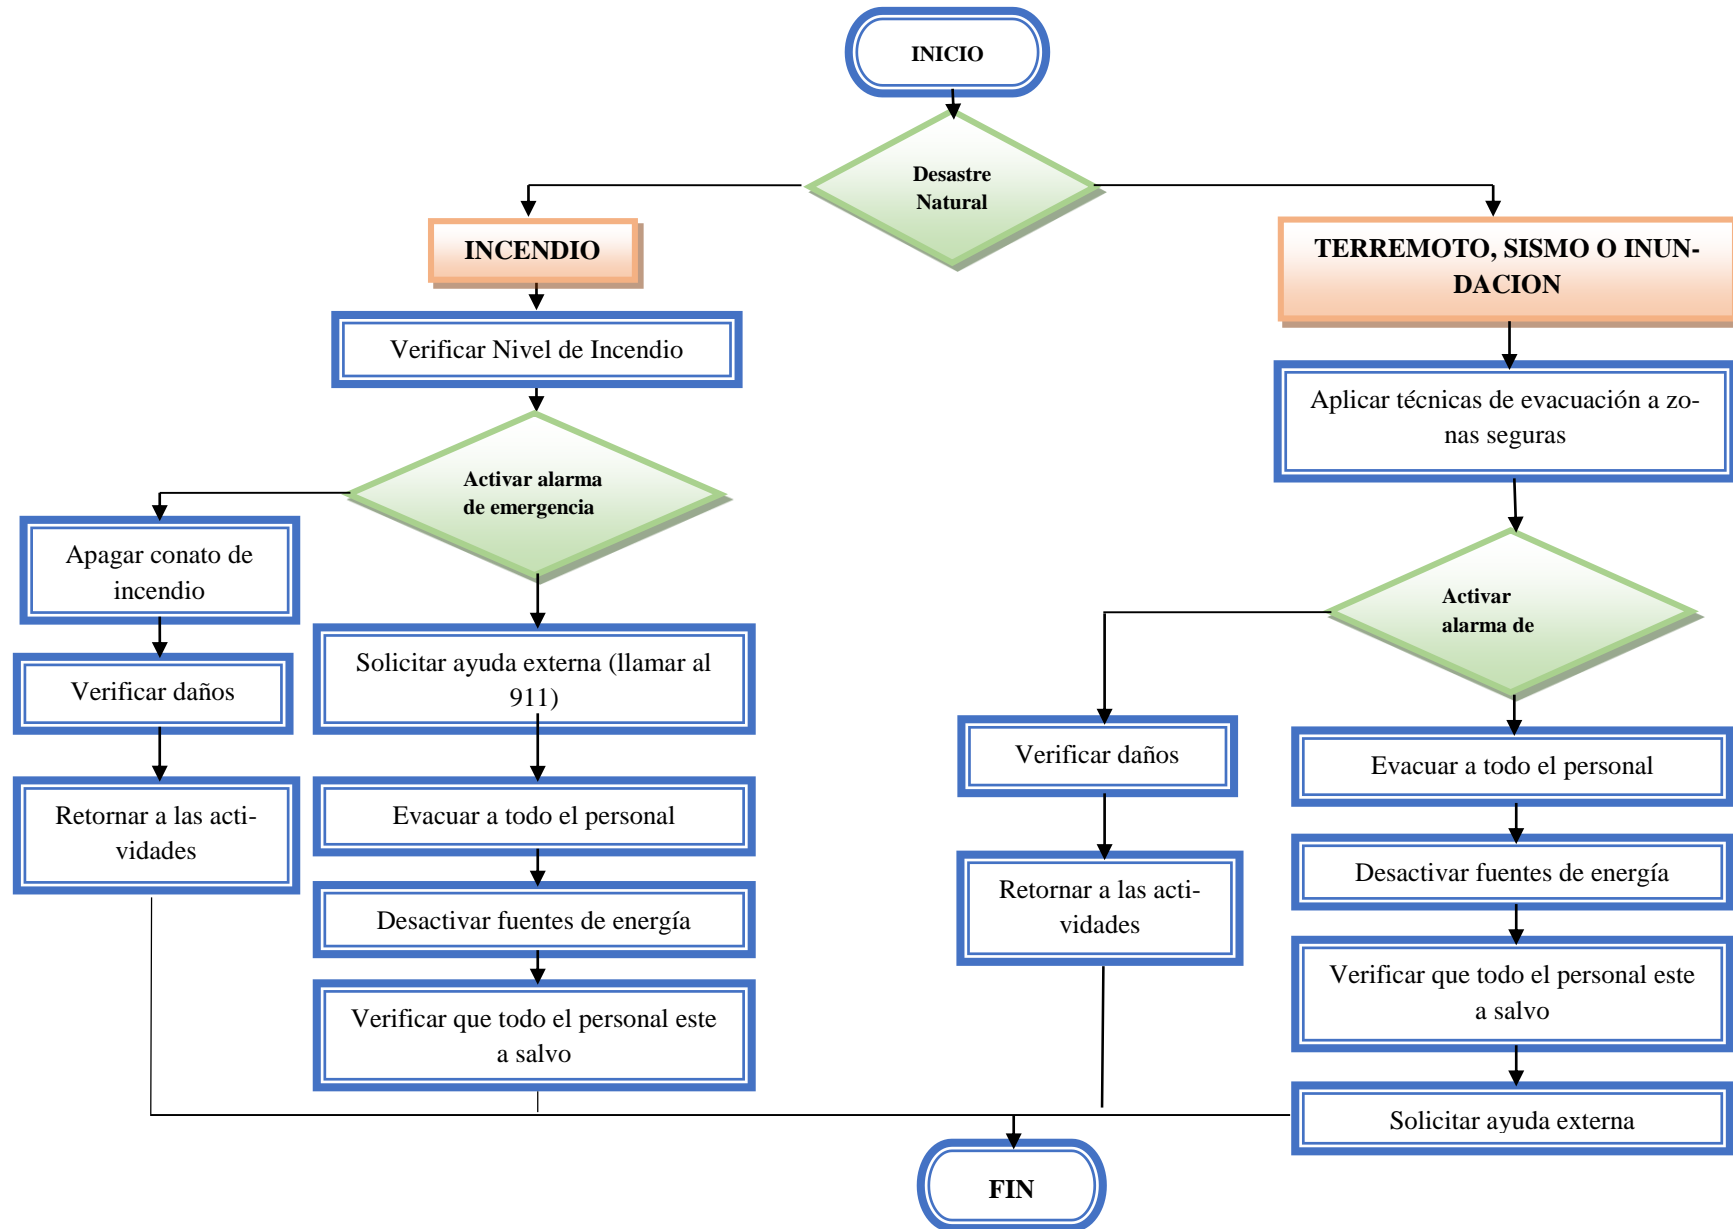 INICIO
Desastre
Natural
INCENDIO
TERREMOTO, SISMO O INUN-
DACION
Verificar Nivel de Incendio
Aplicar técnicas de evacuación a zo-
nas seguras
Activar alarma
de emergencia
Apagar conato de
incendio
Activar
alarma de
Solicitar ayuda externa (llamar al
911)
Verificar daños
Verificar daños
Evacuar a todo el personal
Retornar a las acti-
vidades
Evacuar a todo el personal
Desactivar fuentes de energía
Retornar a las acti-
vidades
Desactivar fuentes de energía
Verificar que todo el personal este
a salvo
Verificar que todo el personal este
a salvo
Solicitar ayuda externa
FIN